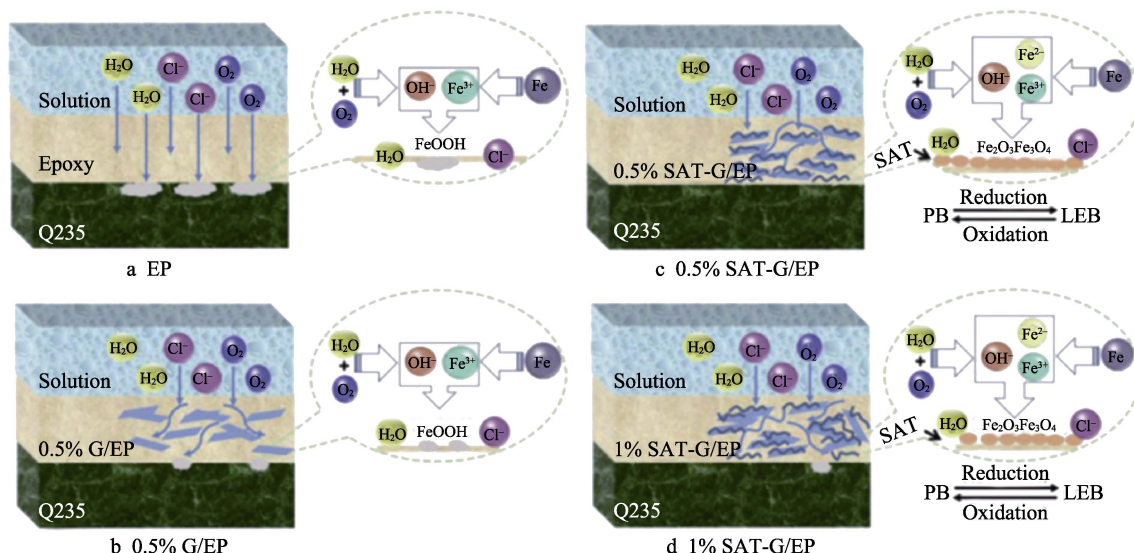 H₂O
Cl⁻
O₂
H₂O
Cl⁻
O₂
Solution
Epoxy
Q235
H₂O
+
O₂
OH⁻
Fe³⁺
Fe
FeOOH
H₂O
Cl⁻
a EP
H₂O
Cl⁻
O₂
H₂O
Cl⁻
O₂
Solution
0.5% SAT-G/EP
Q235
SAT
H₂O
+
O₂
Fe²⁻
OH⁻
Fe³⁺
Fe
H₂O
Fe₂O₃Fe₃O₄
Cl⁻
Reduction
PB
LEB
Oxidation
c 0.5% SAT-G/EP
H₂O
Cl⁻
O₂
H₂O
Cl⁻
O₂
Solution
0.5% G/EP
Q235
H₂O
+
O₂
OH⁻
Fe³⁺
Fe
H₂O
FeOOH
Cl⁻
b 0.5% G/EP
H₂O
Cl⁻
O₂
H₂O
Cl⁻
O₂
Solution
1% SAT-G/EP
Q235
SAT
H₂O
+
O₂
Fe²⁻
OH⁻
Fe³⁺
Fe
H₂O
Fe₂O₃Fe₃O₄
Cl⁻
Reduction
PB
LEB
Oxidation
d 1% SAT-G/EP